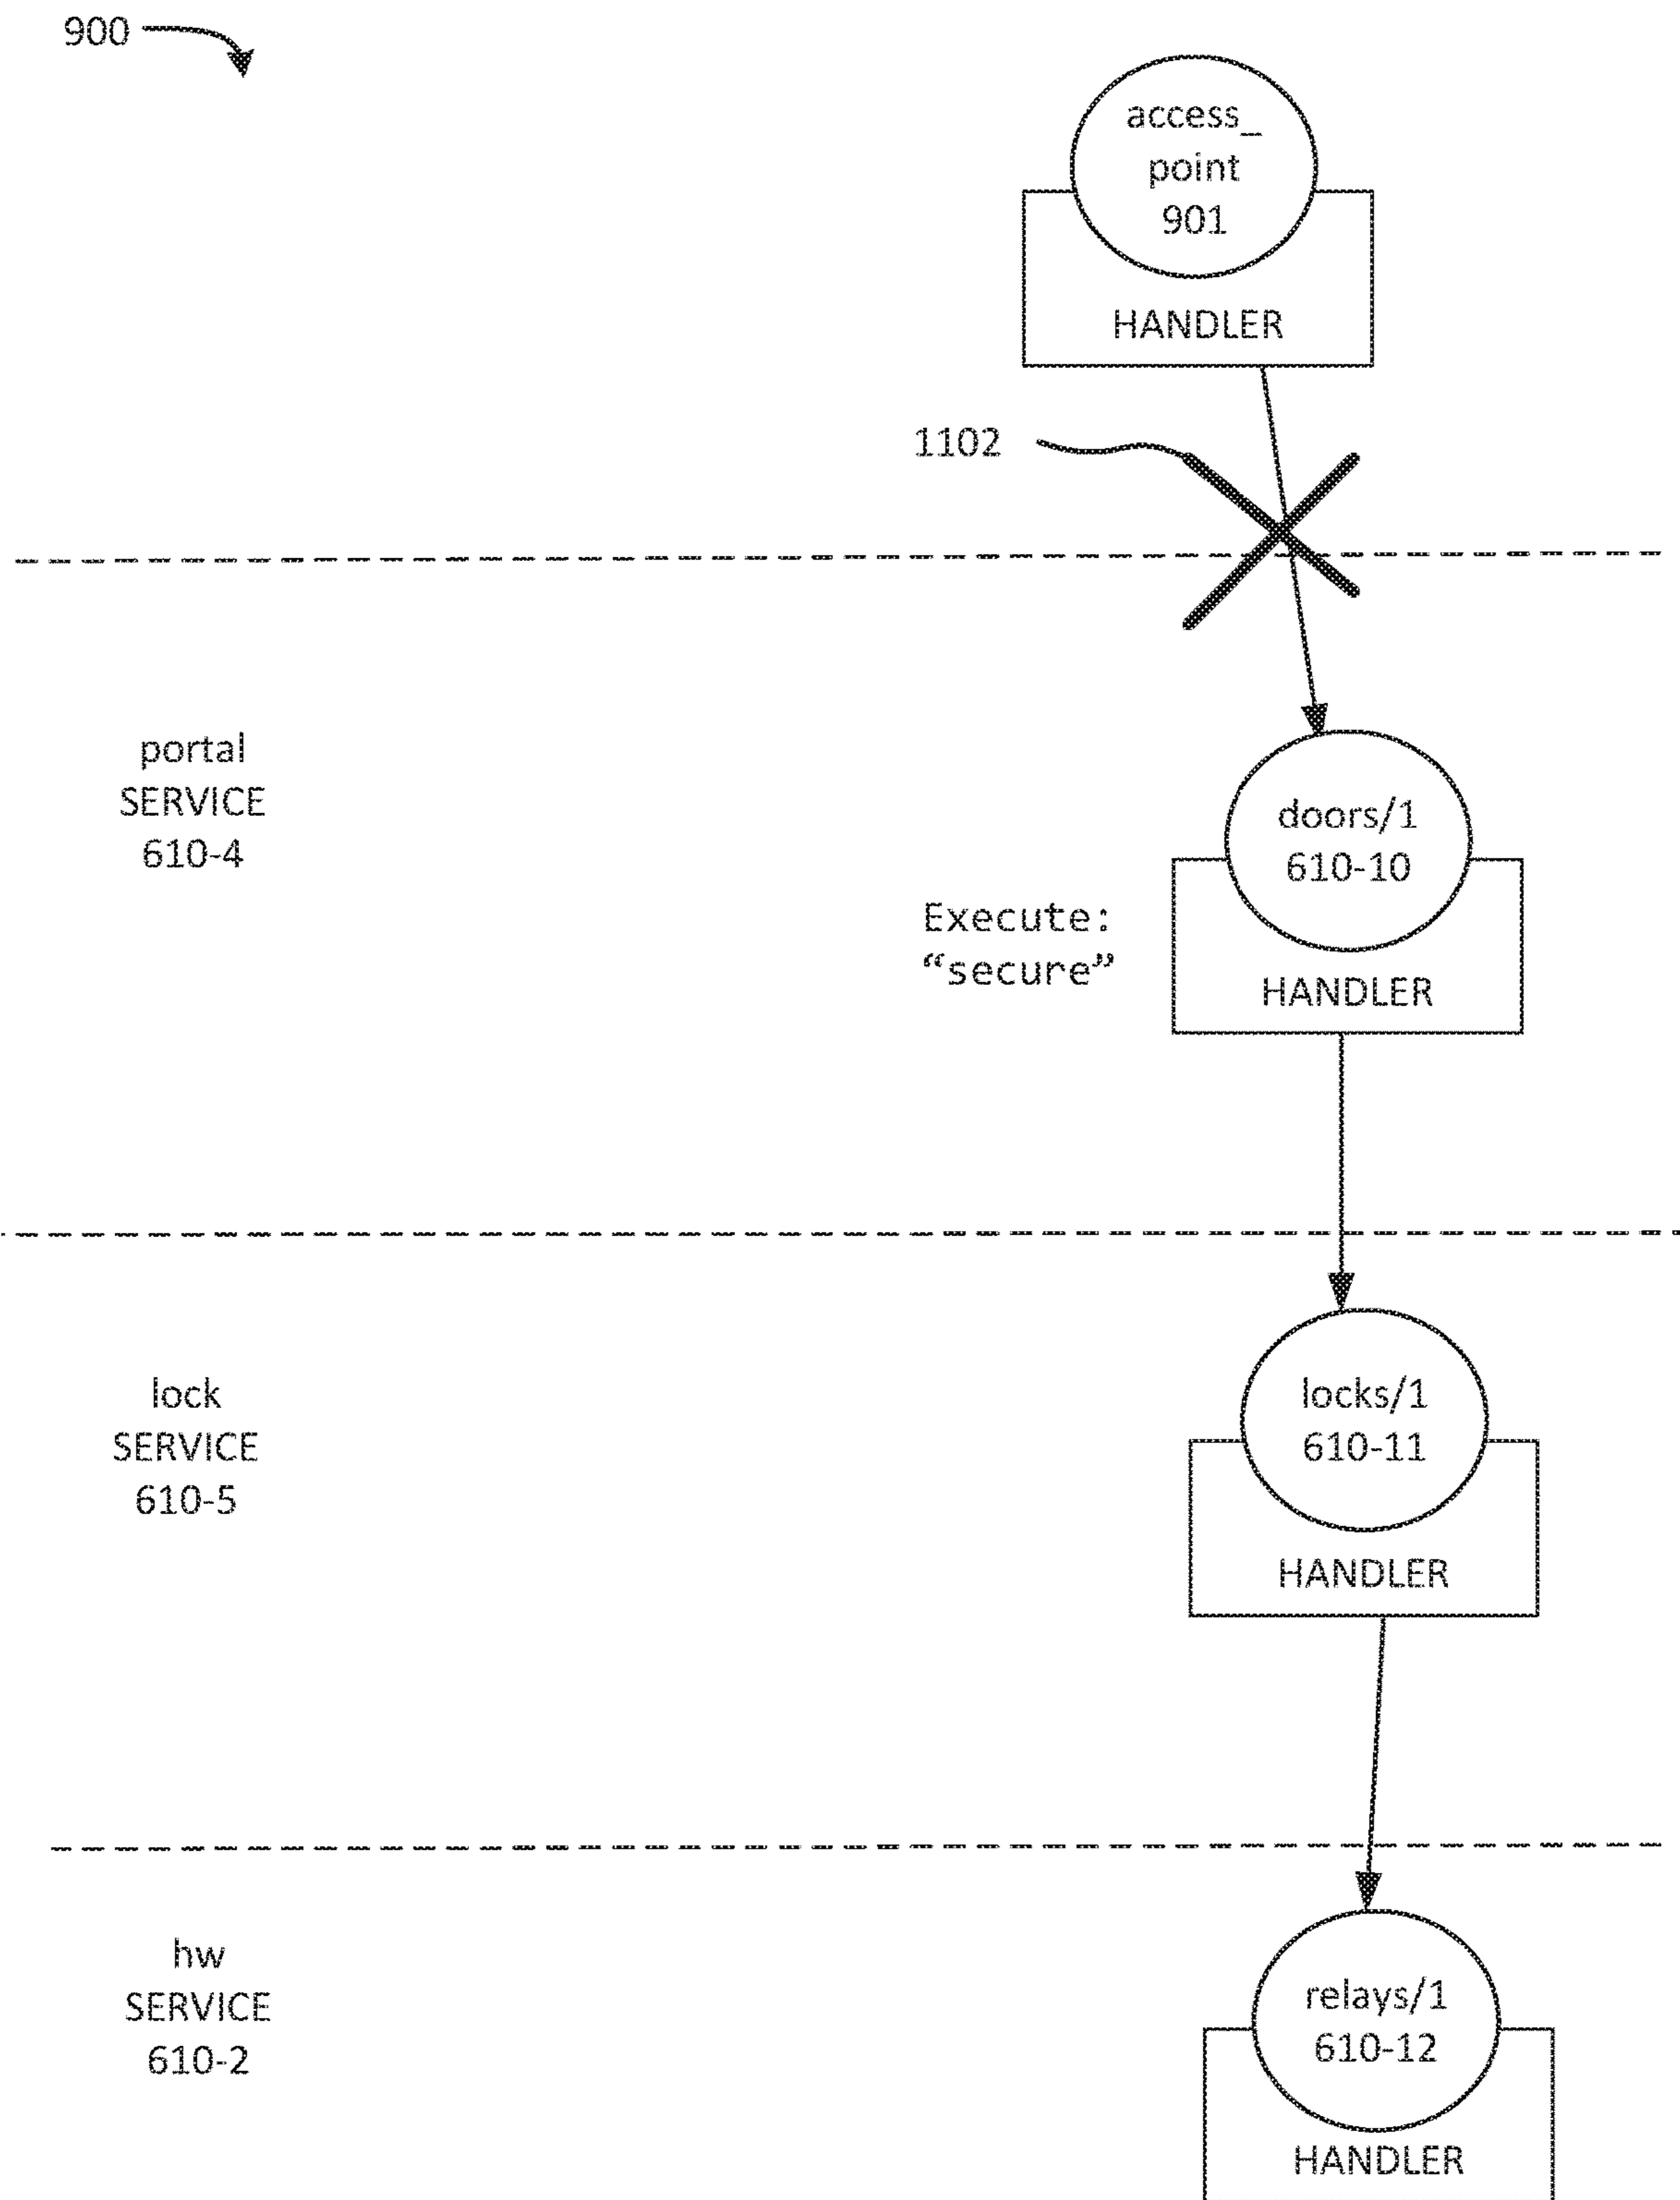 900
access_
point
901
HANDLER
1102
portal
SERVICE
610-4
doors/1
610-10
Execute:
“secure”
HANDLER
lock
SERVICE
610-5
locks/1
610-11
HANDLER
hw
SERVICE
610-2
relays/1
610-12
HANDLER